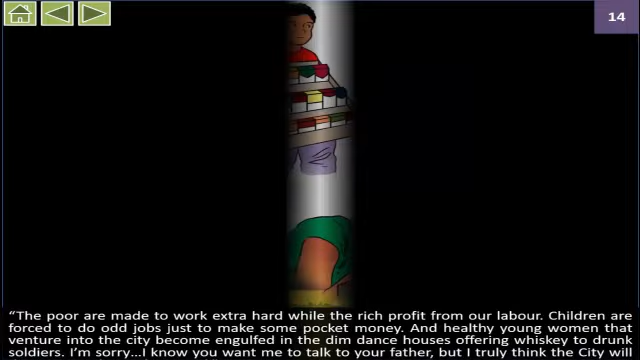 14
“The poor are made to work extra hard while the rich profit from our labour. Children are
forced to do odd jobs just to make some pocket money. And healthy young women that
venture into the city become engulfed in the dim dance houses offering whiskey to drunk
soldiers. I’m sorry...I know you want me to talk to your father, but I truly think the City will